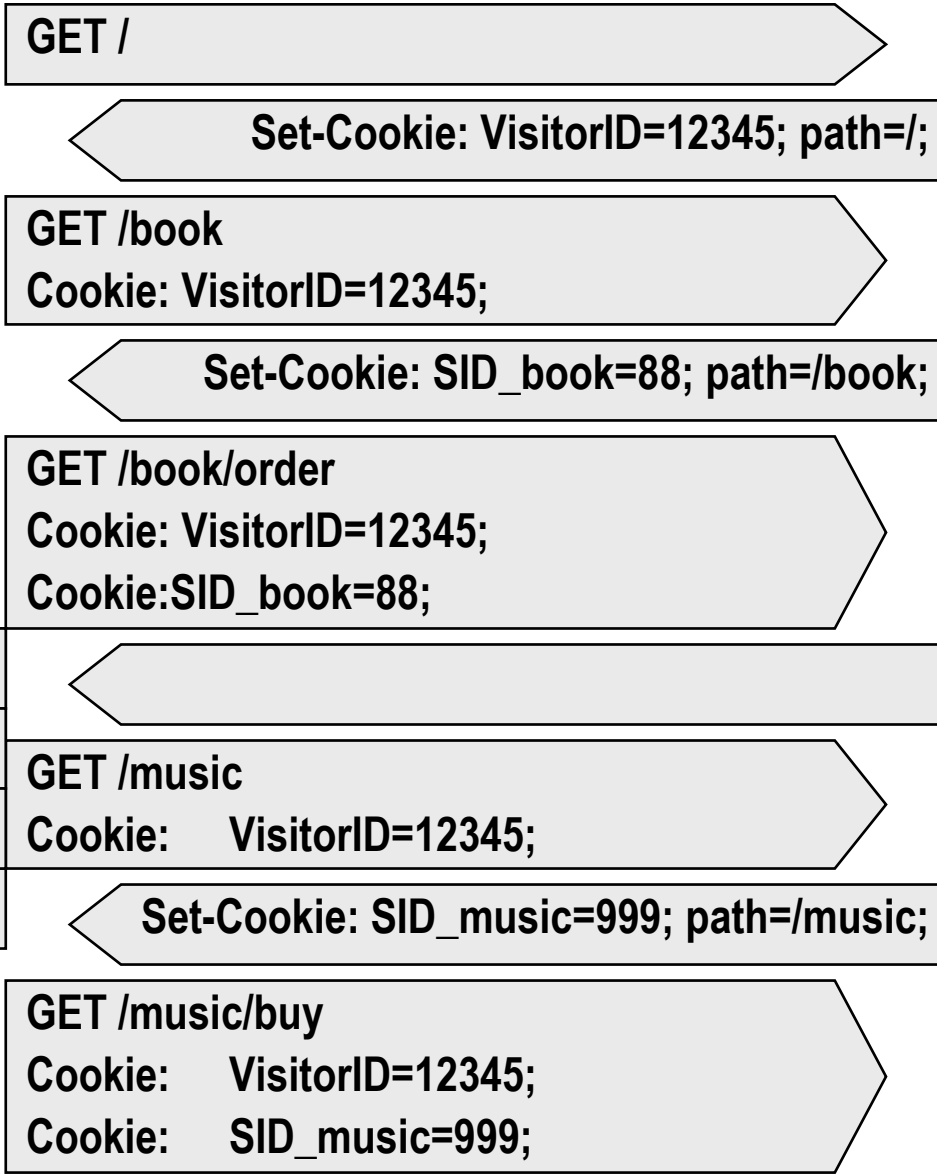 GET /
Set-Cookie: VisitorID=12345; path=/;
GET /book
Cookie: VisitorID=12345;
Set-Cookie: SID_book=88; path=/book;
GET /book/order
Cookie: VisitorID=12345;
Cookie:SID_book=88;
GET /music
Cookie: VisitorID=12345;
Set-Cookie: SID_music=999; path=/music;
GET /music/buy
Cookie: VisitorID=12345;
Cookie: SID_music=999;